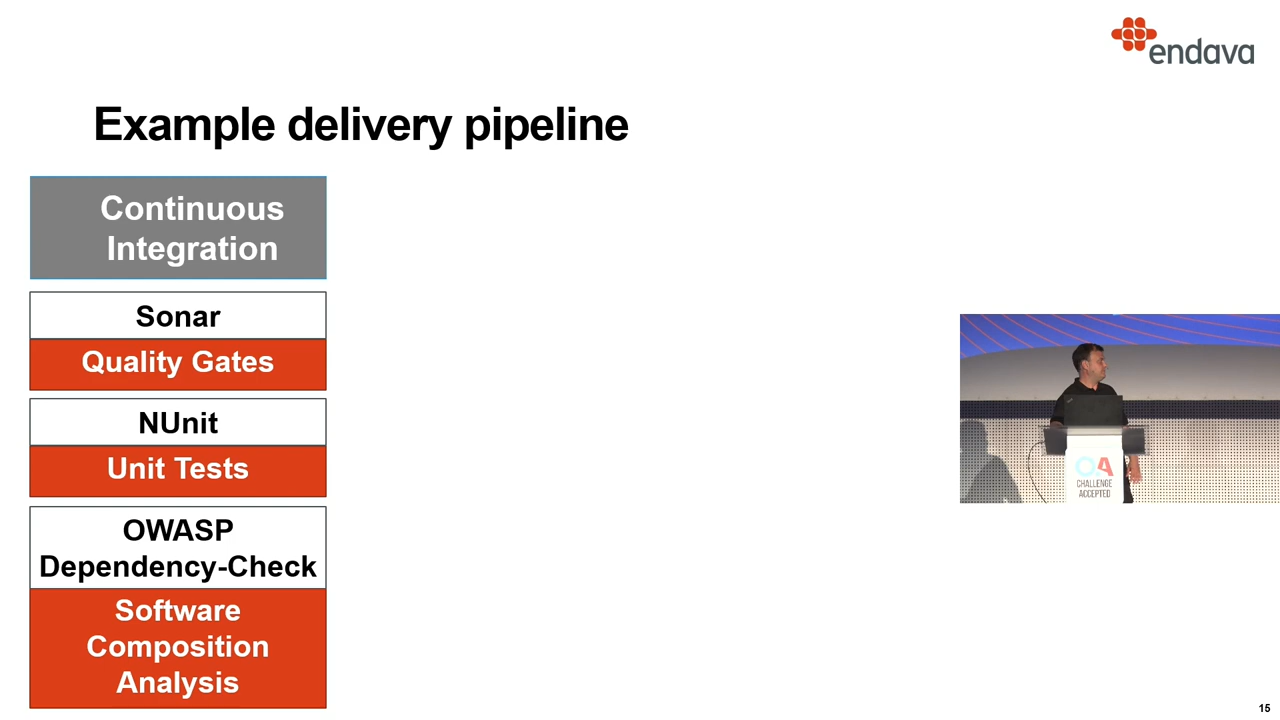 endava
Example delivery pipeline
Continuous
Integration
Sonar
Quality Gates
NUnit
Unit Tests
OWASP
Dependency-Check
Software
Composition
Analysis
QA
CHALLENGE
ACCEPTED
15